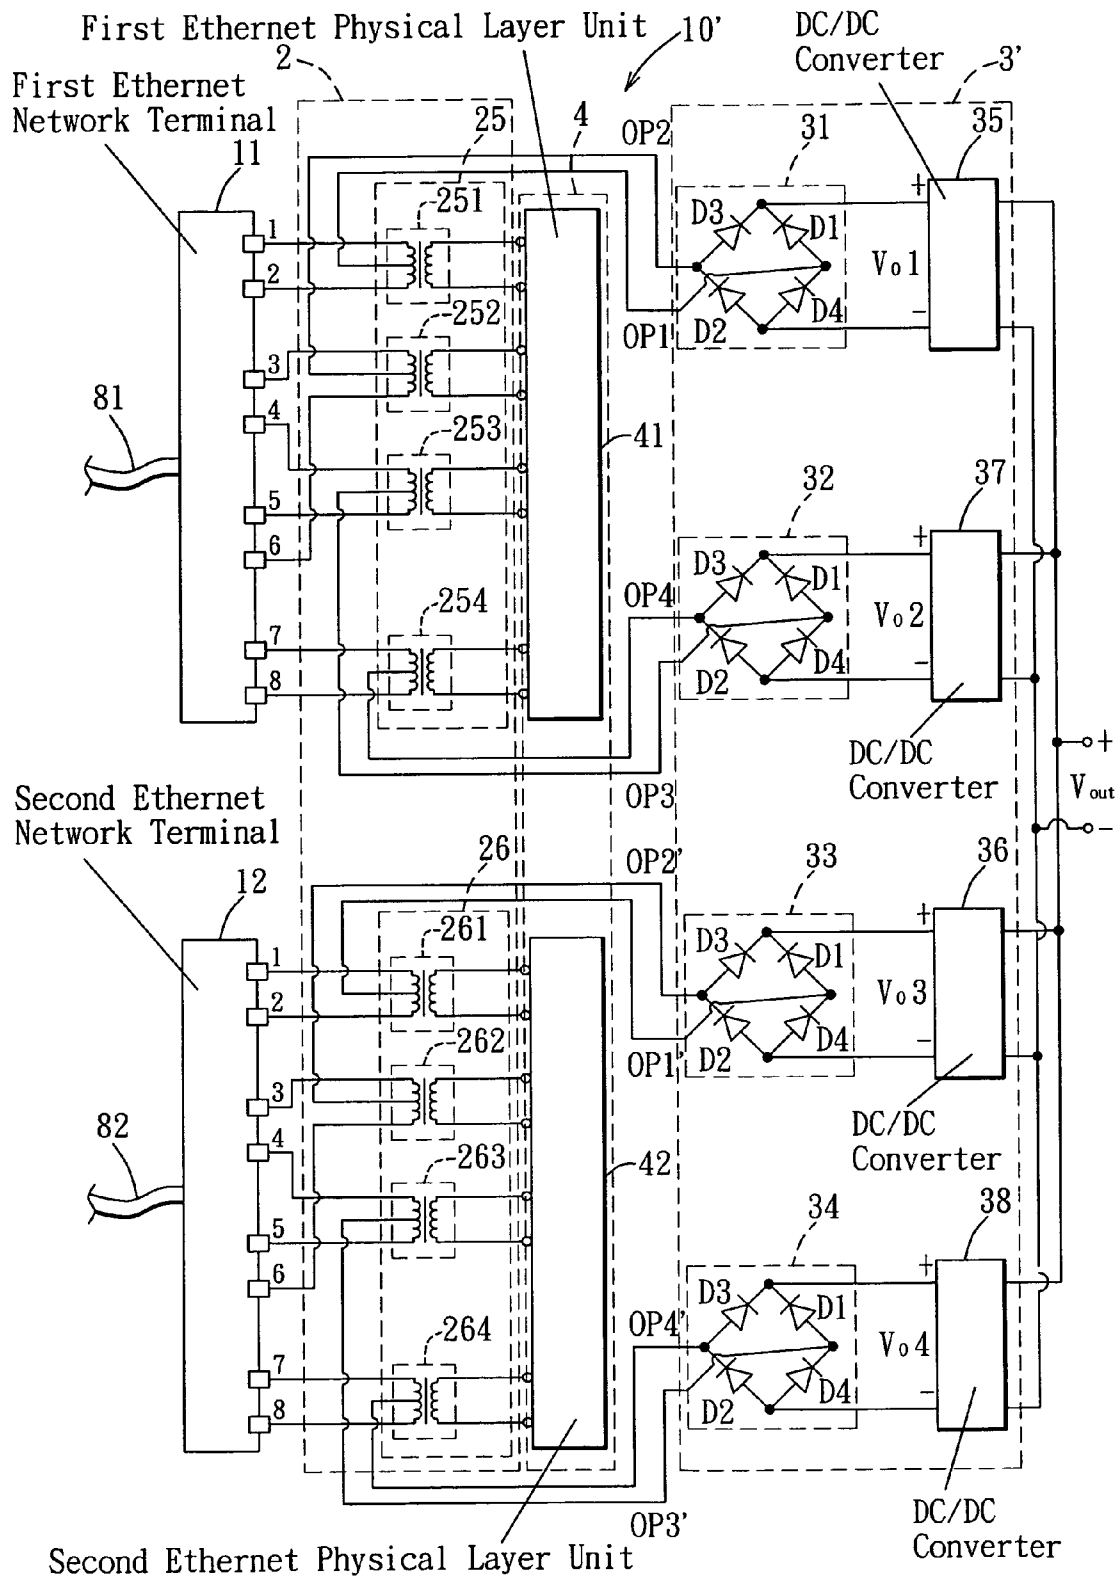 First Ethernet Physical Layer Unit
10'
DC/DC
Converter
2
3'
First Ethernet
Network Terminal
11
25
4
OP2
31
35
251
1
2
D3
D1
+
Vo1
−
D2
D4
OP1
252
3
4
81
253
41
5
6
32
37
D3
D1
+
OP4
254
Vo2
−
D2
D4
7
8
DC/DC
Converter
+
Vout
−
OP3
Second Ethernet
Network Terminal
12
26
OP2'
33
36
261
1
2
D3
D1
+
Vo3
−
D2
D4
OP1'
262
3
4
DC/DC
Converter
82
263
42
5
6
34
38
D3
D1
+
OP4'
264
Vo4
−
D2
D4
7
8
OP3'
DC/DC
Converter
Second Ethernet Physical Layer Unit